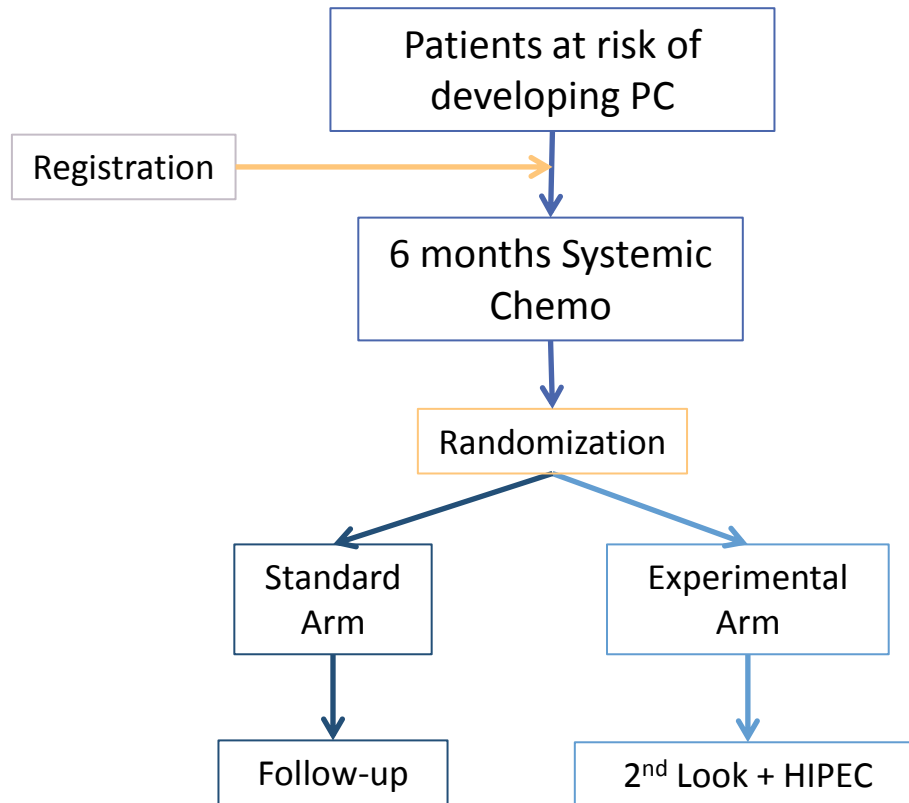 Patients at risk of
developing PC
Registration
6 months Systemic
Chemo
Randomization
Standard
Arm
Experimental
Arm
Follow-up
2nd Look + HIPEC